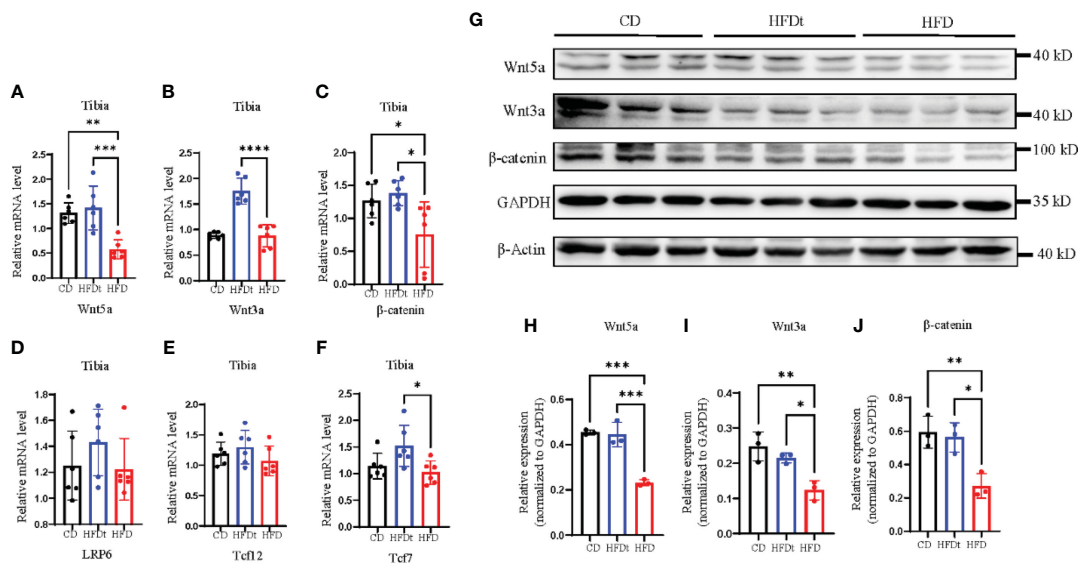 A
Tibia
**
***
Relative mRNA level
2.5
2.0
1.5
1.0
0.5
0.0
CD HFDt HFD
Wnt5a
B
Tibia
****
Relative mRNA level
3.0
2.5
2.0
1.5
1.0
0.5
0.0
CD HFDt HFD
Wnt3a
C
Tibia
*
*
Relative mRNA level
2.0
1.5
1.0
0.5
0.0
CD HFDt HFD
β-catenin
D
Tibia
Relative mRNA level
1.8
1.6
1.4
1.2
1.0
0.8
CD HFDt HFD
LRP6
E
Tibia
Relative mRNA level
2.0
1.5
1.0
0.5
0.0
CD HFDt HFD
Tcf12
F
Tibia
*
Relative mRNA level
2.5
2.0
1.5
1.0
0.5
0.0
CD HFDt HFD
Tcf7
G
CD HFDt HFD
Wnt5a 40 kD
Wnt3a 40 kD
β-catenin 100 kD
GAPDH 35 kD
β-Actin 40 kD
H
Wnt5a
***
***
Relative expression
(normalized to GAPDH)
0.6
0.4
0.2
0.0
CD HFDt HFD
I
Wnt3a
**
*
Relative expression
(normalized to GAPDH)
0.4
0.3
0.2
0.1
0.0
CD HFDt HFD
J
β-catenin
**
*
Relative expression
(normalized to GAPDH)
0.8
0.6
0.4
0.2
0.0
CD HFDt HFD